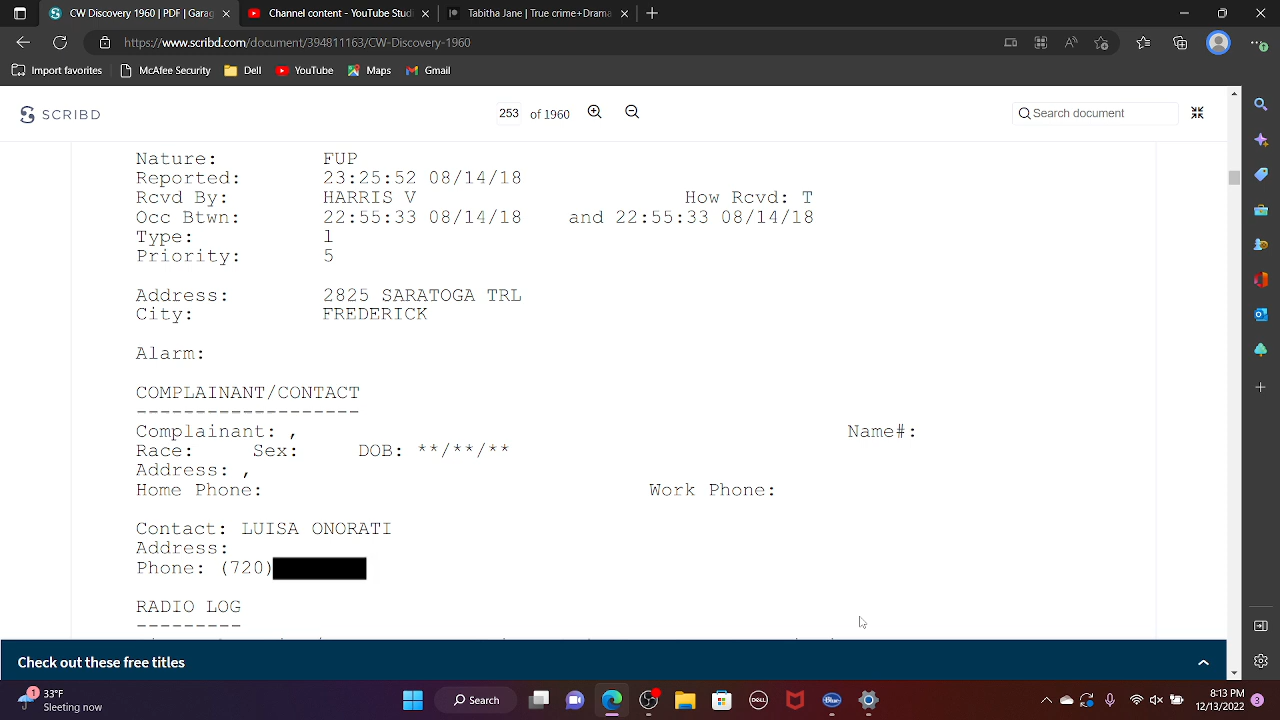 CW Discovery 1960 | PDF | Garag
Channel content - YouTube Studi
Tabitha Jane | True crime+Drama
https://www.scribd.com/document/394811163/CW-Discovery-1960
Import favorites
McAfee Security
Dell
YouTube
Maps
Gmail
SCRIBD
253 of 1960
Search document
Nature: FUP
Reported: 23:25:52 08/14/18
Rcvd By: HARRIS V How Rcvd: T
Occ Btwn: 22:55:33 08/14/18 and 22:55:33 08/14/18
Type: l
Priority: 5
Address: 2825 SARATOGA TRL
City: FREDERICK
Alarm:
COMPLAINANT/CONTACT
-------------------
Complainant: , Name#:
Race: Sex: DOB: **/**/**
Address: ,
Home Phone: Work Phone:
Contact: LUISA ONORATI
Address:
Phone: (720)
RADIO LOG
---------
Check out these free titles
1
33°F
Sleeting now
Search
DELL
Blue
8:13 PM
12/13/2022
3